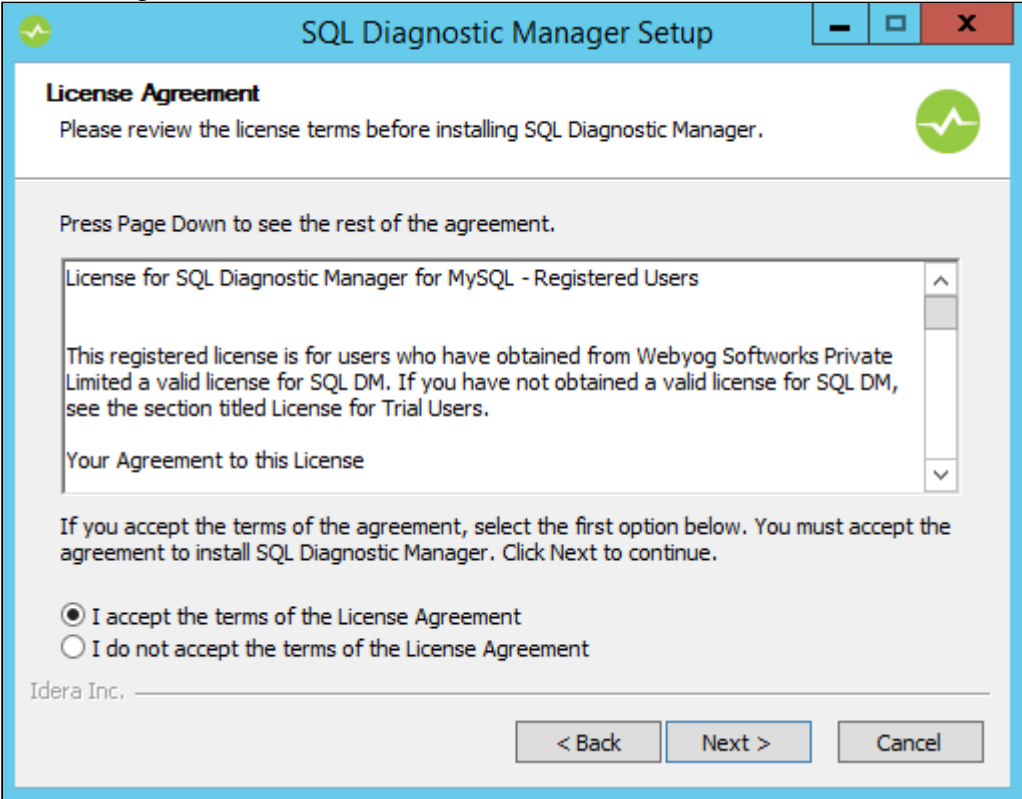 SQL Diagnostic Manager Setup
License Agreement
Please review the license terms before installing SQL Diagnostic Manager.
Press Page Down to see the rest of the agreement.
License for SQL Diagnostic Manager for MySQL - Registered Users
This registered license is for users who have obtained from Webyog Softworks Private
Limited a valid license for SQL DM. If you have not obtained a valid license for SQL DM,
see the section titled License for Trial Users.
Your Agreement to this License
If you accept the terms of the agreement, select the first option below. You must accept the
agreement to install SQL Diagnostic Manager. Click Next to continue.
I accept the terms of the License Agreement
I do not accept the terms of the License Agreement
Idera Inc.
< Back Next > Cancel